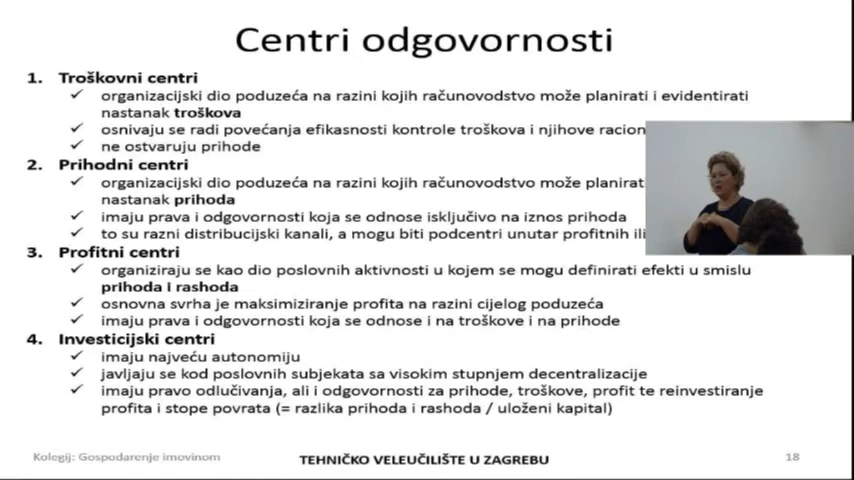 Centri odgovornosti
1. Troškovni centri
✓ organizacijski dio poduzeća na razini kojih računovodstvo može planirati i evidentirati
nastanak troškova
✓ osnivaju se radi povećanja efikasnosti kontrole troškova i njihove
✓ ne ostvaruju prihode
2. Prihodni centri
✓ organizacijski dio poduzeća na razini kojih računovodstvo može
nastanak prihoda
✓ imaju prava i odgovornosti koja se odnose isključivo na iznos prihoda
✓ to su razni distribucijski kanali, a mogu biti podcentri unutar profitnih ili
3. Profitni centri
✓ organiziraju se kao dio poslovnih aktivnosti u kojem se mogu definirati efekti u smislu
prihoda i rashoda
✓ osnovna svrha je maksimiziranje profita na razini cijelog poduzeća
✓ imaju prava i odgovornosti koja se odnose i na troškove i na prihode
4. Investicijski centri
✓ imaju najveću autonomiju
✓ javljaju se kod poslovnih subjekata sa visokim stupnjem decentralizacije
✓ imaju pravo odlučivanja, ali i odgovornosti za prihode, troškove, profit te reinvestiranje
profita i stope povrata (= razlika prihoda i rashoda / uloženi kapital)
Kolegij: Gospodarenje imovinom
TEHNIČKO VELEUČILIŠTE U ZAGREBU
18